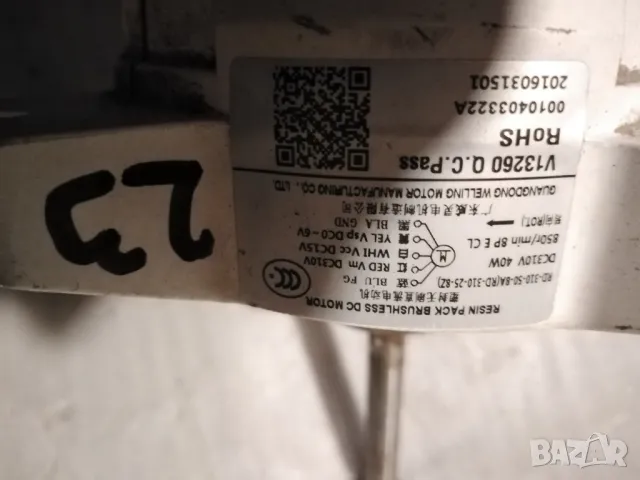 RESIN PACK BRUSHLESS DC MOTOR
塑封无刷直流电动机
RD-310-50-8A(RD-310-25-8Z)
DC310V 40W
850r/min 8P E CL
转向(ROT.)
蓝 BLU FG
红 RED Vm DC310V
白 WHI Vcc DC15V
黄 YEL Vsp DC0~6V
黑 BLA GND
M
广东威灵电机制造有限公司
GUANGDONG WELLING MOTOR MANUFACTURING CO., LTD.
V13260 Q.C.Pass
RoHS
0010403322A
2016031501
23
BAZAR